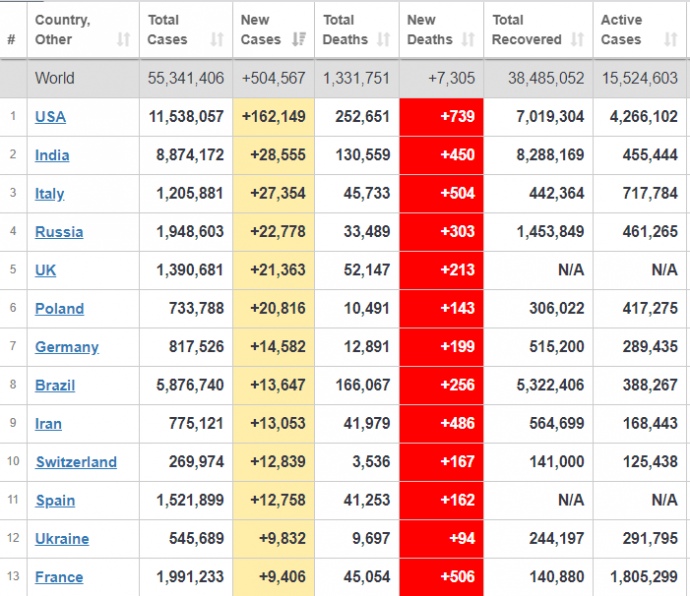 # Country, Other Total Cases New Cases Total Deaths New Deaths Total Recovered Active Cases
World 55,341,406 +504,567 1,331,751 +7,305 38,485,052 15,524,603
1 USA 11,538,057 +162,149 252,651 +739 7,019,304 4,266,102
2 India 8,874,172 +28,555 130,559 +450 8,288,169 455,444
3 Italy 1,205,881 +27,354 45,733 +504 442,364 717,784
4 Russia 1,948,603 +22,778 33,489 +303 1,453,849 461,265
5 UK 1,390,681 +21,363 52,147 +213 N/A N/A
6 Poland 733,788 +20,816 10,491 +143 306,022 417,275
7 Germany 817,526 +14,582 12,891 +199 515,200 289,435
8 Brazil 5,876,740 +13,647 166,067 +256 5,322,406 388,267
9 Iran 775,121 +13,053 41,979 +486 564,699 168,443
10 Switzerland 269,974 +12,839 3,536 +167 141,000 125,438
11 Spain 1,521,899 +12,758 41,253 +162 N/A N/A
12 Ukraine 545,689 +9,832 9,697 +94 244,197 291,795
13 France 1,991,233 +9,406 45,054 +506 140,880 1,805,299